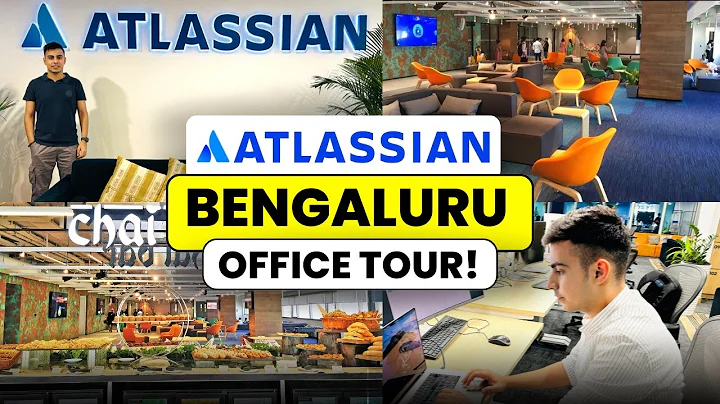 ATLASSIAN
ATLASSIAN
BENGALURU
OFFICE TOUR!
chai